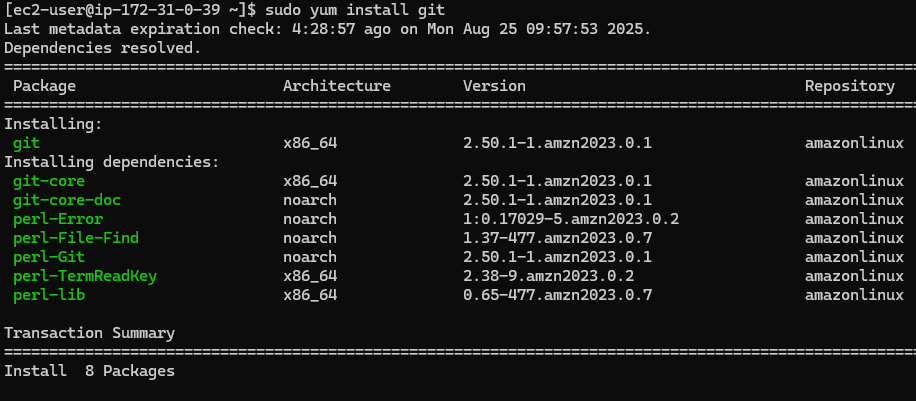 [ec2-user@ip-172-31-0-39 ~]$ sudo yum install git
Last metadata expiration check: 4:28:57 ago on Mon Aug 25 09:57:53 2025.
Dependencies resolved.
================================================================================
Package Architecture Version Repository
================================================================================
Installing:
git x86_64 2.50.1-1.amzn2023.0.1 amazonlinux
Installing dependencies:
git-core x86_64 2.50.1-1.amzn2023.0.1 amazonlinux
git-core-doc noarch 2.50.1-1.amzn2023.0.1 amazonlinux
perl-Error noarch 1:0.17029-5.amzn2023.0.2 amazonlinux
perl-File-Find noarch 1.37-477.amzn2023.0.7 amazonlinux
perl-Git noarch 2.50.1-1.amzn2023.0.1 amazonlinux
perl-TermReadKey x86_64 2.38-9.amzn2023.0.2 amazonlinux
perl-lib x86_64 0.65-477.amzn2023.0.7 amazonlinux
Transaction Summary
================================================================================
Install 8 Packages